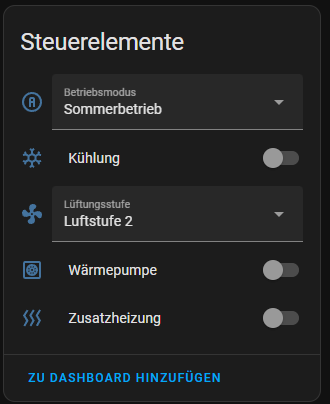 Steuerelemente
Betriebsmodus
Sommerbetrieb
Kühlung
Lüftungsstufe
Luftstufe 2
Wärmepumpe
Zusatzheizung
ZU DASHBOARD HINZUFÜGEN